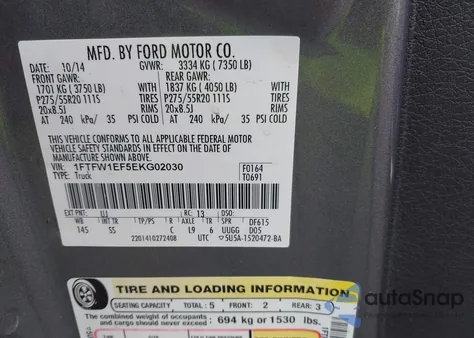 MFD. BY FORD MOTOR CO.
DATE: 10/14 GVWR: 3334 KG ( 7350 LB)
FRONT GAWR: REAR GAWR:
1701 KG ( 3750 LB) WITH 1837 KG ( 4050 LB) WITH
P275/55R20 111S TIRES P275/55R20 111S TIRES
20x8.5J RIMS 20x8.5J RIMS
AT 240 kPa/ 35 PSI COLD AT 240 kPa/ 35 PSI COLD
THIS VEHICLE CONFORMS TO ALL APPLICABLE FEDERAL MOTOR
VEHICLE SAFETY STANDARDS IN EFFECT ON THE DATE OF
MANUFACTURE SHOWN ABOVE.
VIN: 1FTFW1EF5EKG02030 F0164
TYPE: Truck T0691
EXT PNT: UJ RC: 13 DSO:
WB INT TR TP/PS R AXLE TR SPR DF615
145 SS C L9 6 UUGG D05
2201410272408 UTC 5USA-1520472-BA
TIRE AND LOADING INFORMATION
SEATING CAPACITY TOTAL : 5 FRONT: 2 REAR: 3
The combined weight of occupants
and cargo should never exceed 694 kg or 1530 lbs.
autoSnap